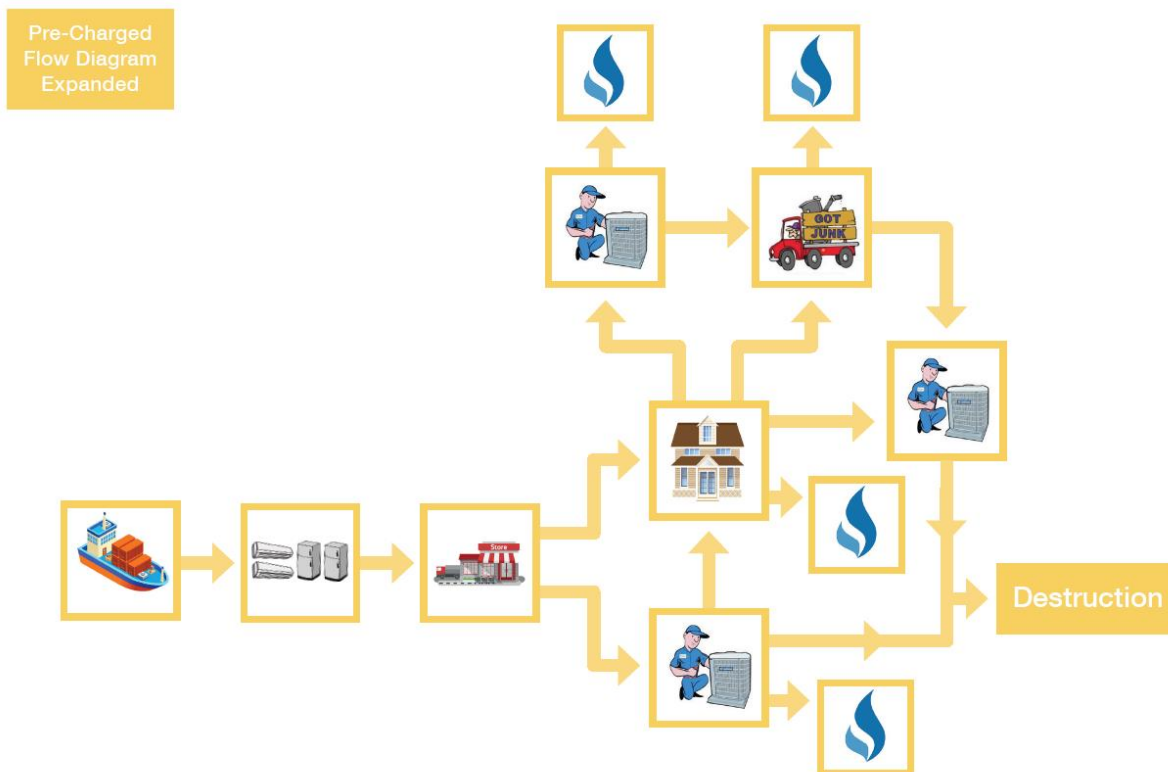 Pre-Charged
Flow Diagram
Expanded
GOT
JUNK
Store
Destruction